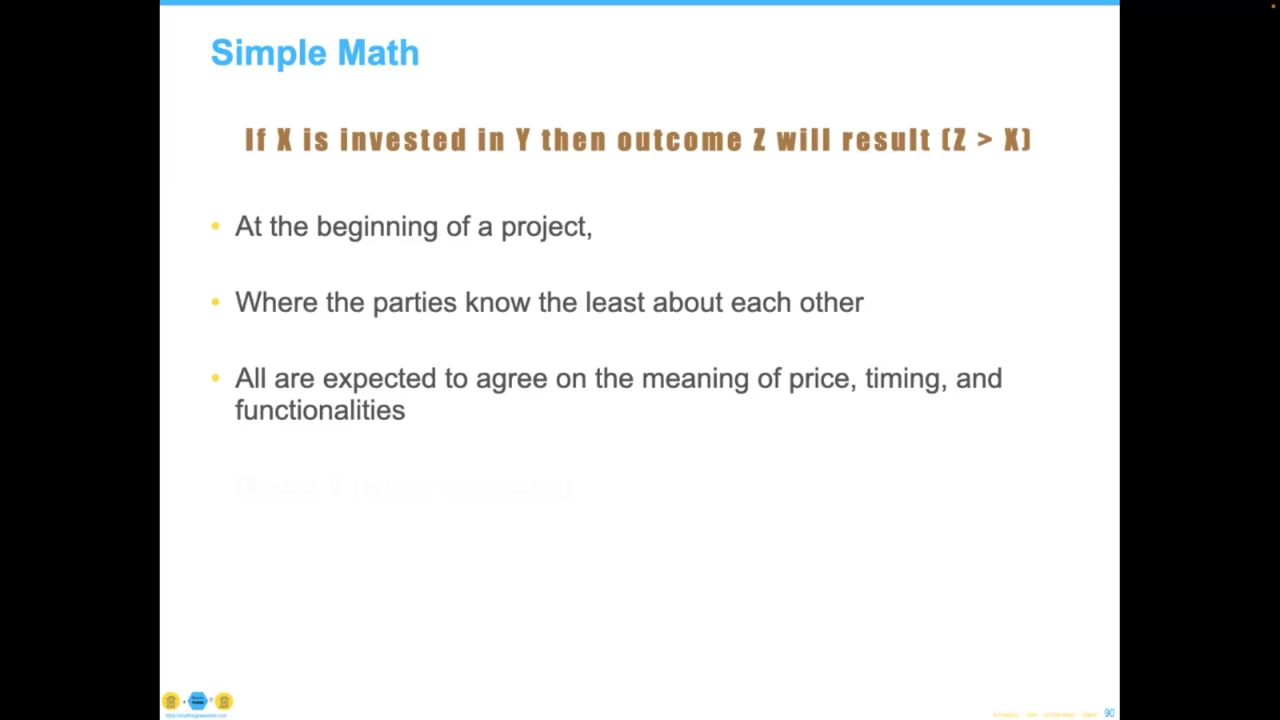 Simple Math
If X is invested in Y then outcome Z will result (Z > X)
• At the beginning of a project,
• Where the parties know the least about each other
• All are expected to agree on the meaning of price, timing, and
functionalities
90